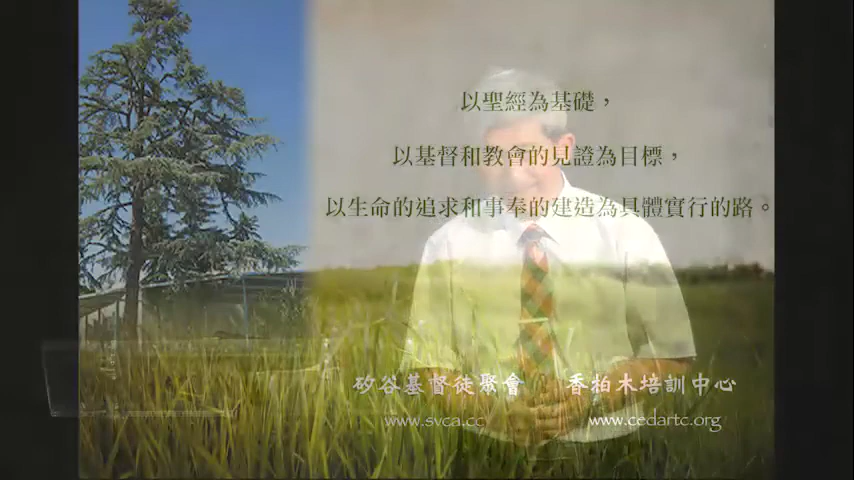 以聖經為基礎，
以基督和教會的見證為目標，
以生命的追求和事奉的建造為具體實行的路。
矽谷基督徒聚會 香柏木培訓中心
www.svca.cc www.cedartc.org